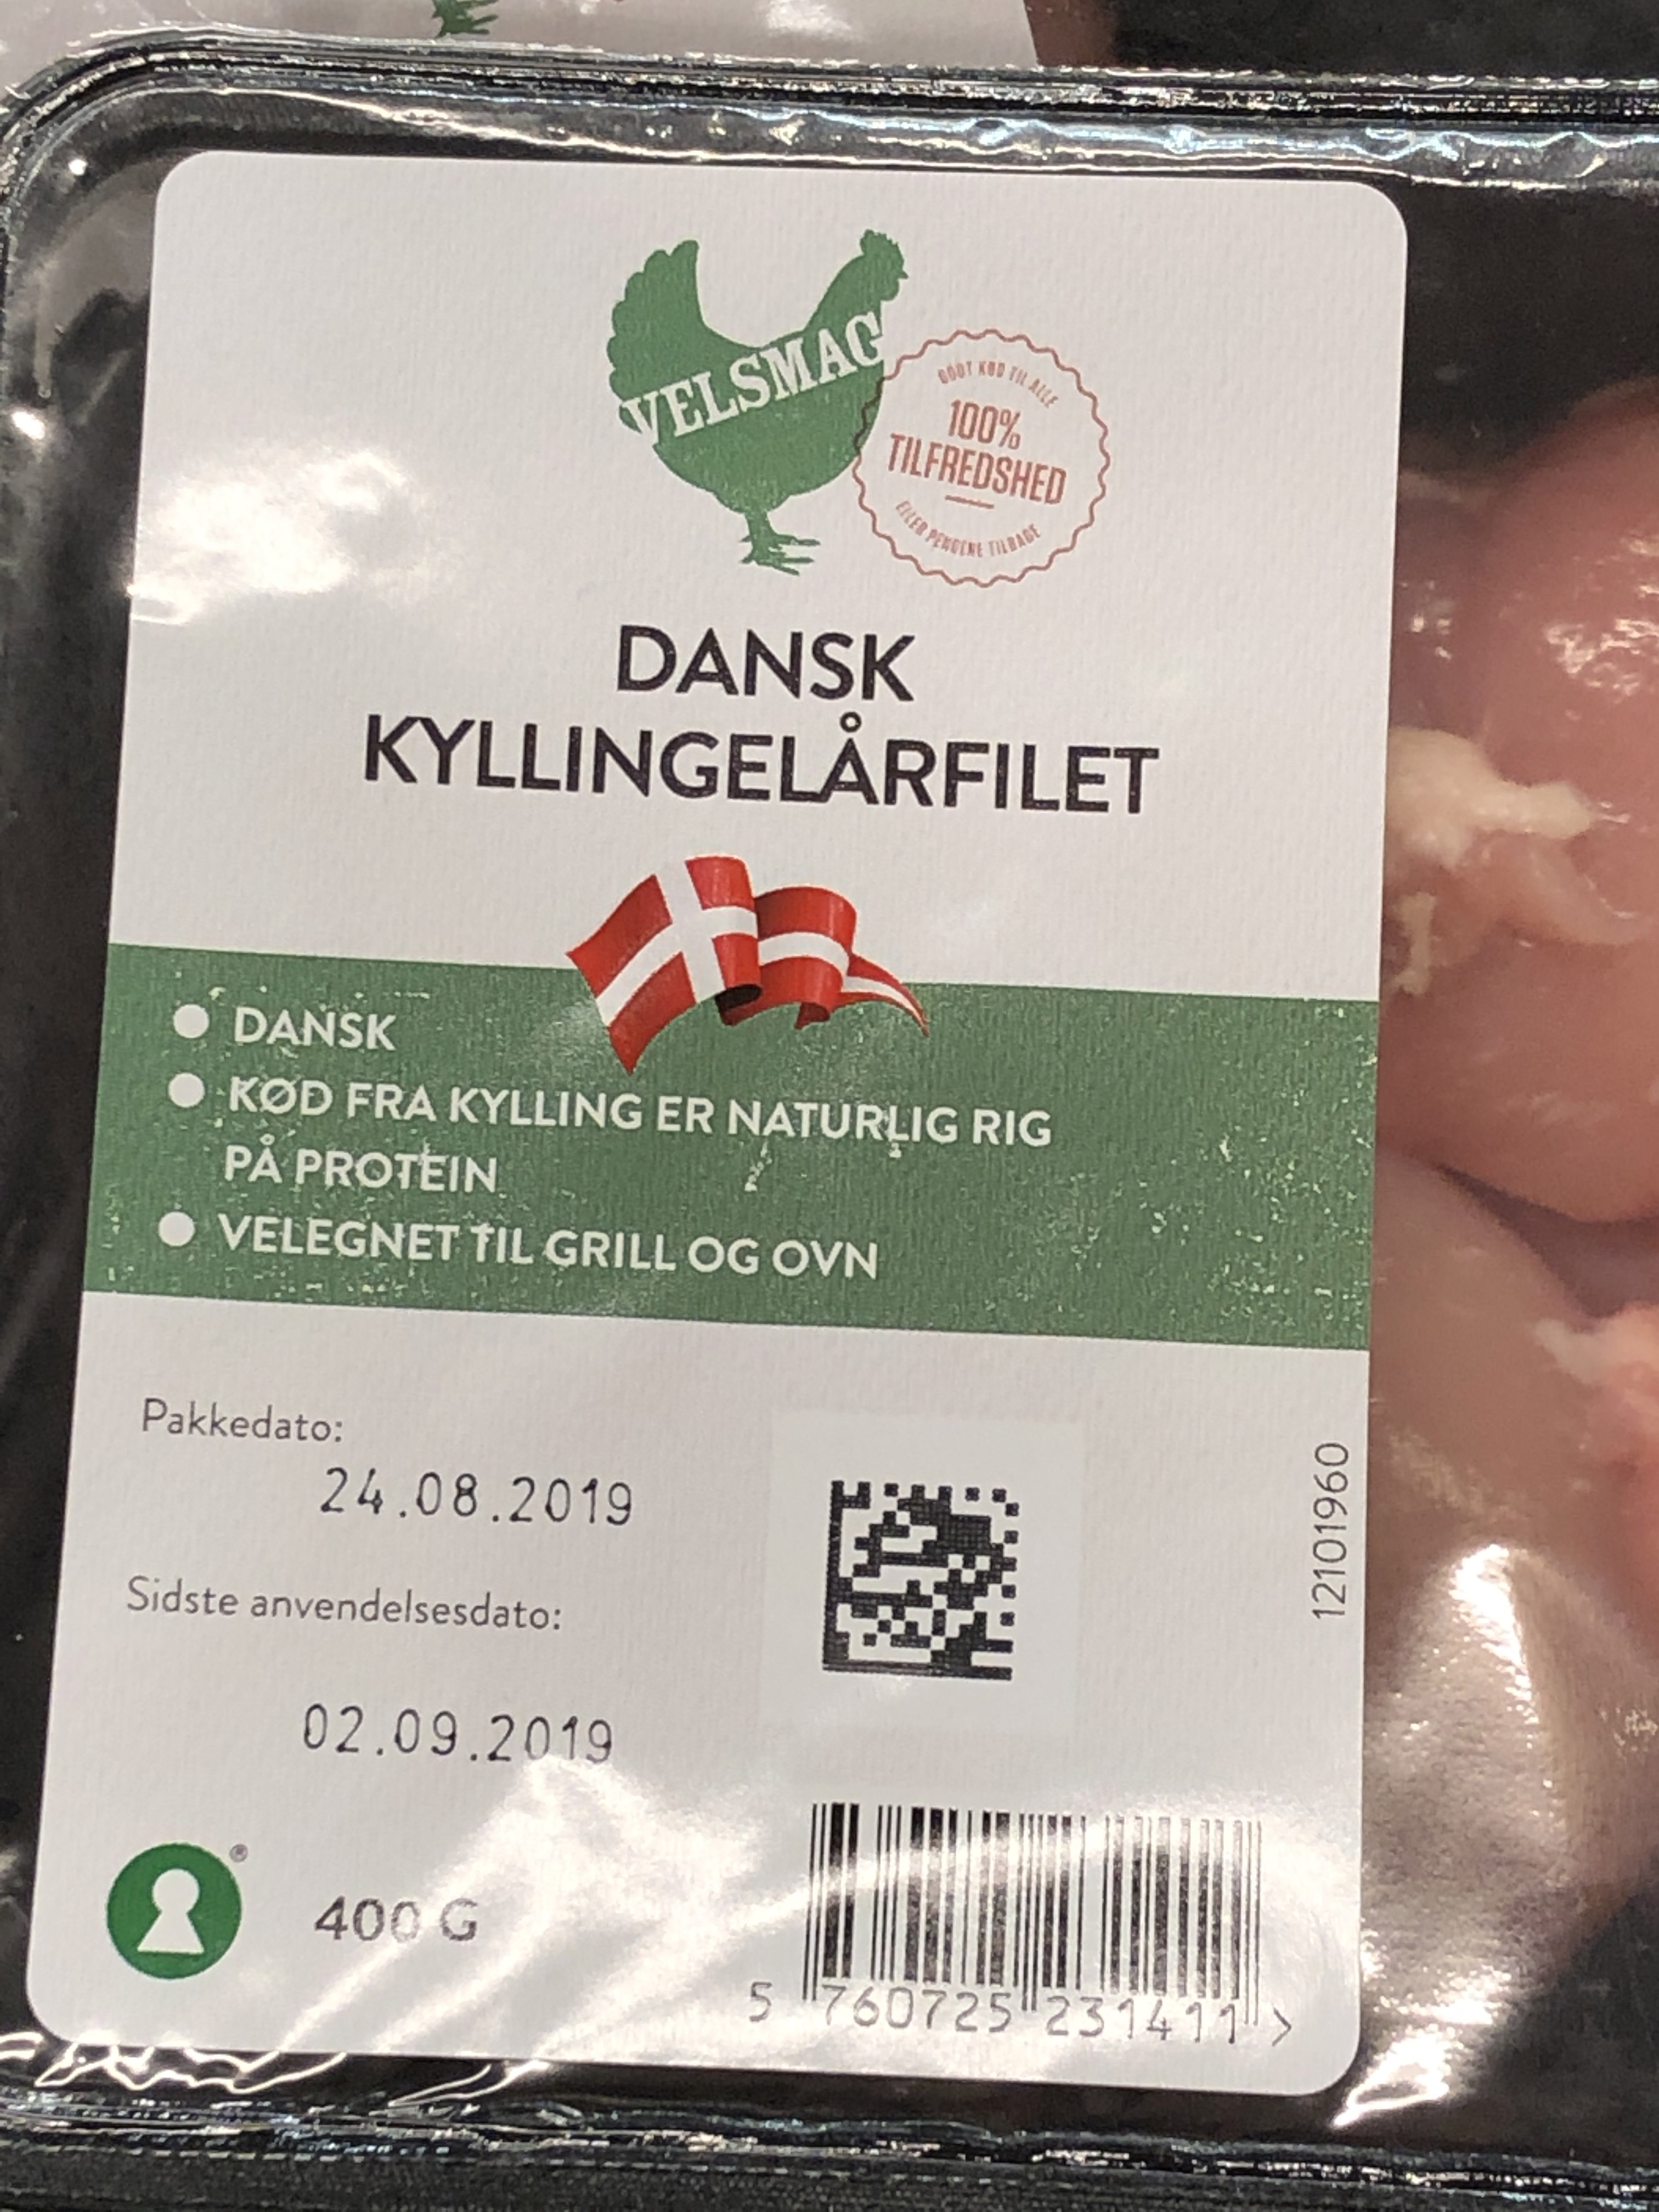 VELSMAG
GODT KØD TIL ALLE
100%
TILFREDSHED
ELLER PENGENE TILBAGE
DANSK
KYLLINGELÅRFILET
DANSK
KØD FRA KYLLING ER NATURLIG RIG
PÅ PROTEIN
VELEGNET TIL GRILL OG OVN
Pakkedato:
24.08.2019
Sidste anvendelsesdato:
02.09.2019
12101960
®
400 G
5 760725 231411 >